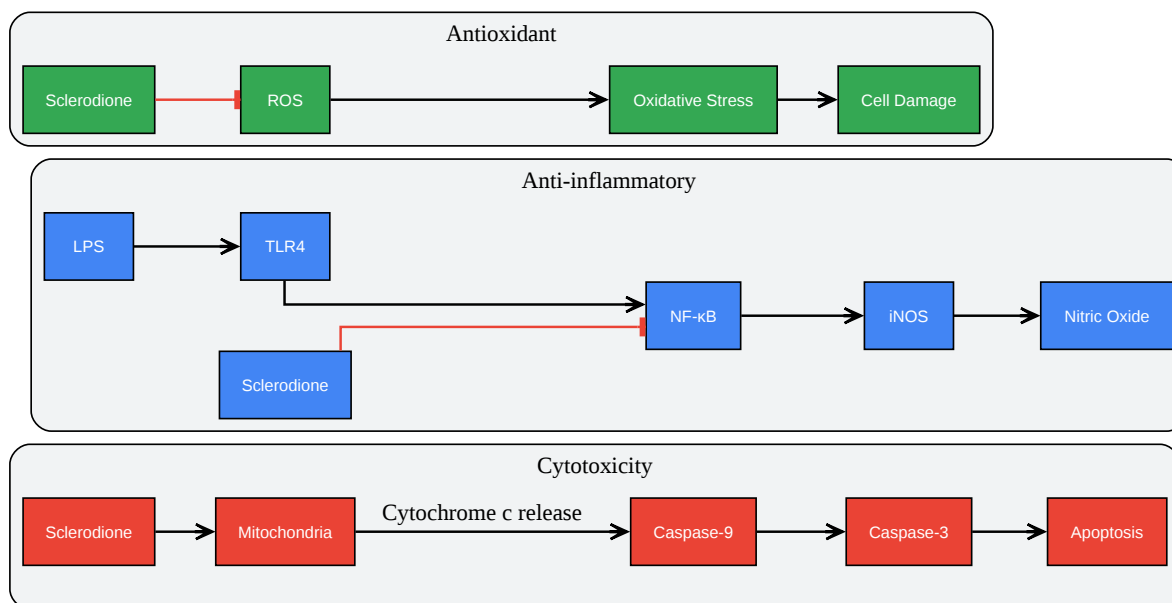 Antioxidant
Sclerodione
ROS
Oxidative Stress
Cell Damage
Anti-inflammatory
LPS
TLR4
NF-κB
iNOS
Nitric Oxide
Sclerodione
Cytotoxicity
Sclerodione
Mitochondria
Cytochrome c release
Caspase-9
Caspase-3
Apoptosis